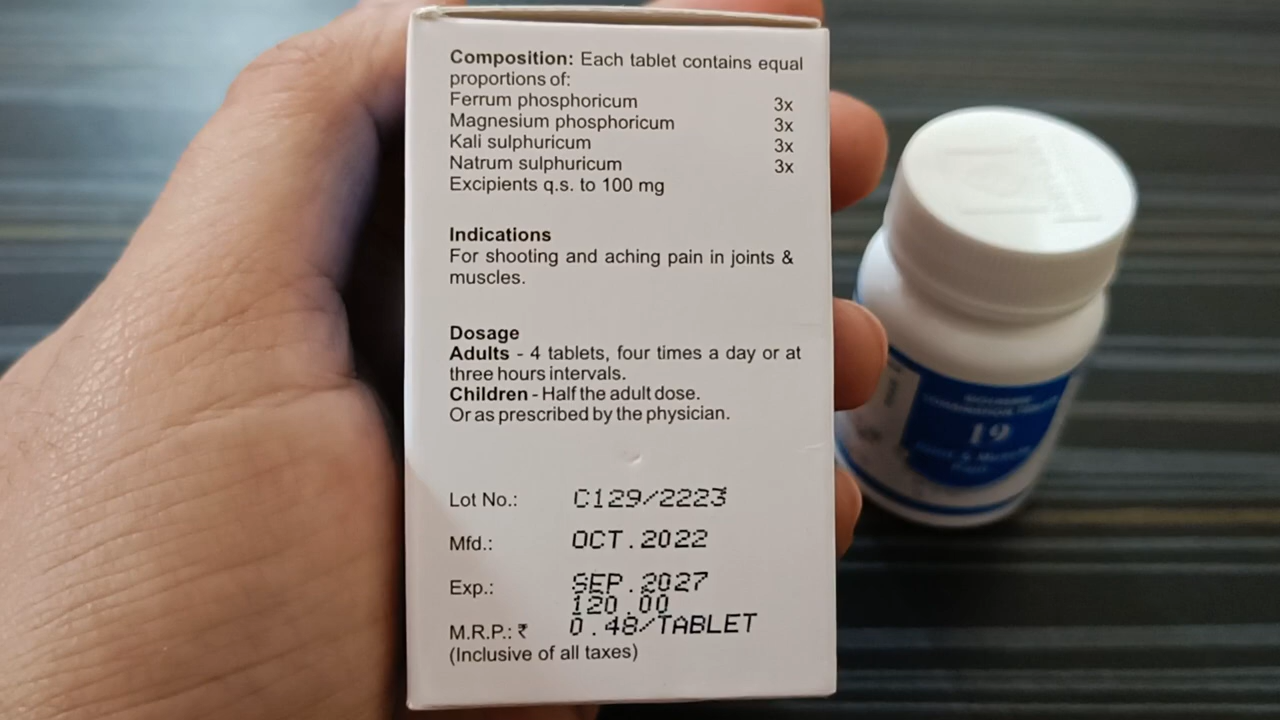 Composition: Each tablet contains equal
proportions of:
Ferrum phosphoricum 3x
Magnesium phosphoricum 3x
Kali sulphuricum 3x
Natrum sulphuricum 3x
Excipients q.s. to 100 mg
Indications
For shooting and aching pain in joints &
muscles.
Dosage
Adults - 4 tablets, four times a day or at
three hours intervals.
Children - Half the adult dose.
Or as prescribed by the physician.
Lot No.: C129/2223
Mfd.: OCT.2022
Exp.: SEP.2027
120.00
M.R.P.: ₹ 0.48/TABLET
(Inclusive of all taxes)
19